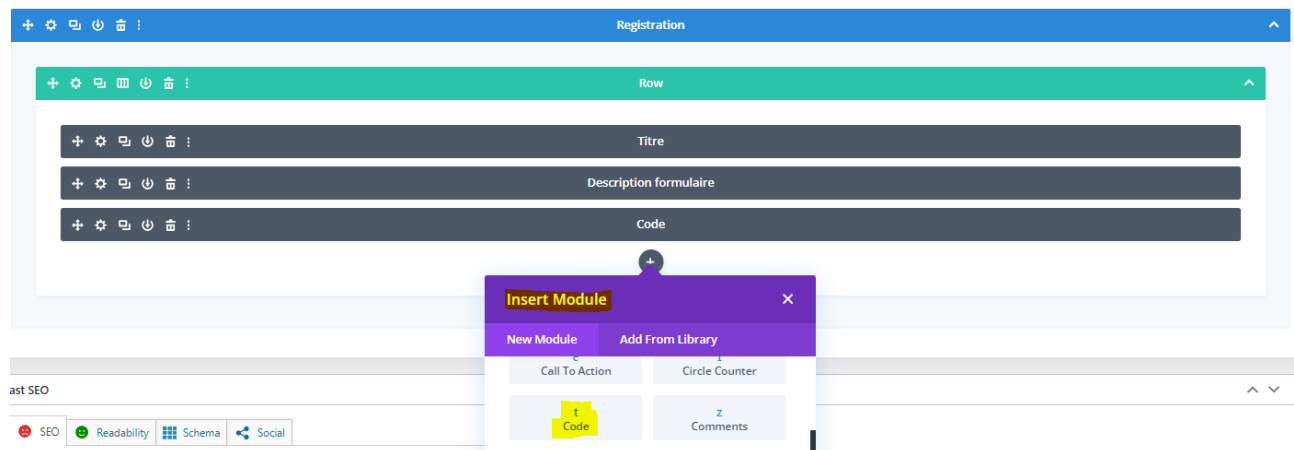 Registration
Row
Titre
Description formulaire
Code
Insert Module
New Module Add From Library
Call To Action Circle Counter
t z
Code Comments
ast SEO
SEO Readability Schema Social